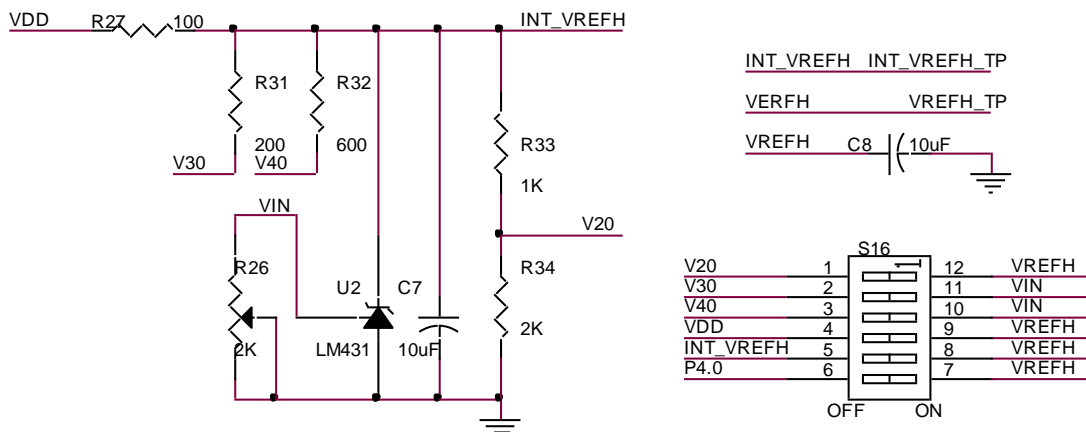 VDD R27 100 INT_VREFH
R31 R32
200 600
V30 V40
R33
1K
VIN
V20
R26
2K
U2 C7
LM431 10uF
R34
2K
INT_VREFH INT_VREFH_TP
VERFH VREFH_TP
VREFH C8 10uF
S16
1
V20 1 12 VREFH
V30 2 11 VIN
V40 3 10 VIN
VDD 4 9 VREFH
INT_VREFH 5 8 VREFH
P4.0 6 7 VREFH
OFF ON